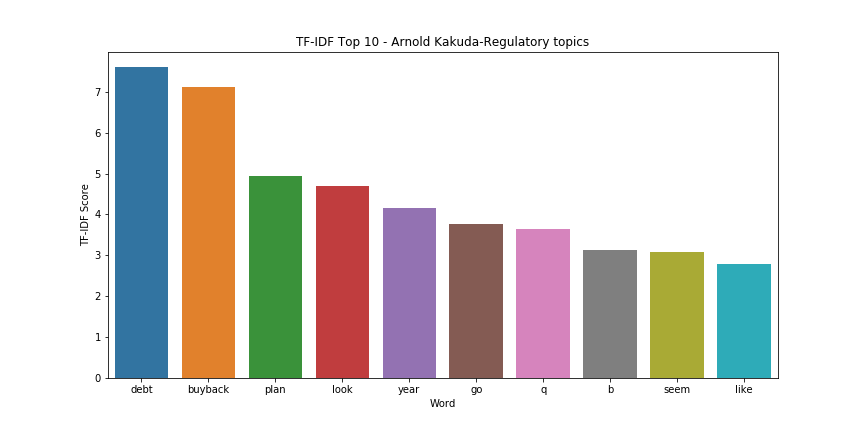 TF-IDF Top 10 - Arnold Kakuda-Regulatory topics
TF-IDF Score
7
6
5
4
3
2
1
0
debt buyback plan look year go q b seem like
Word